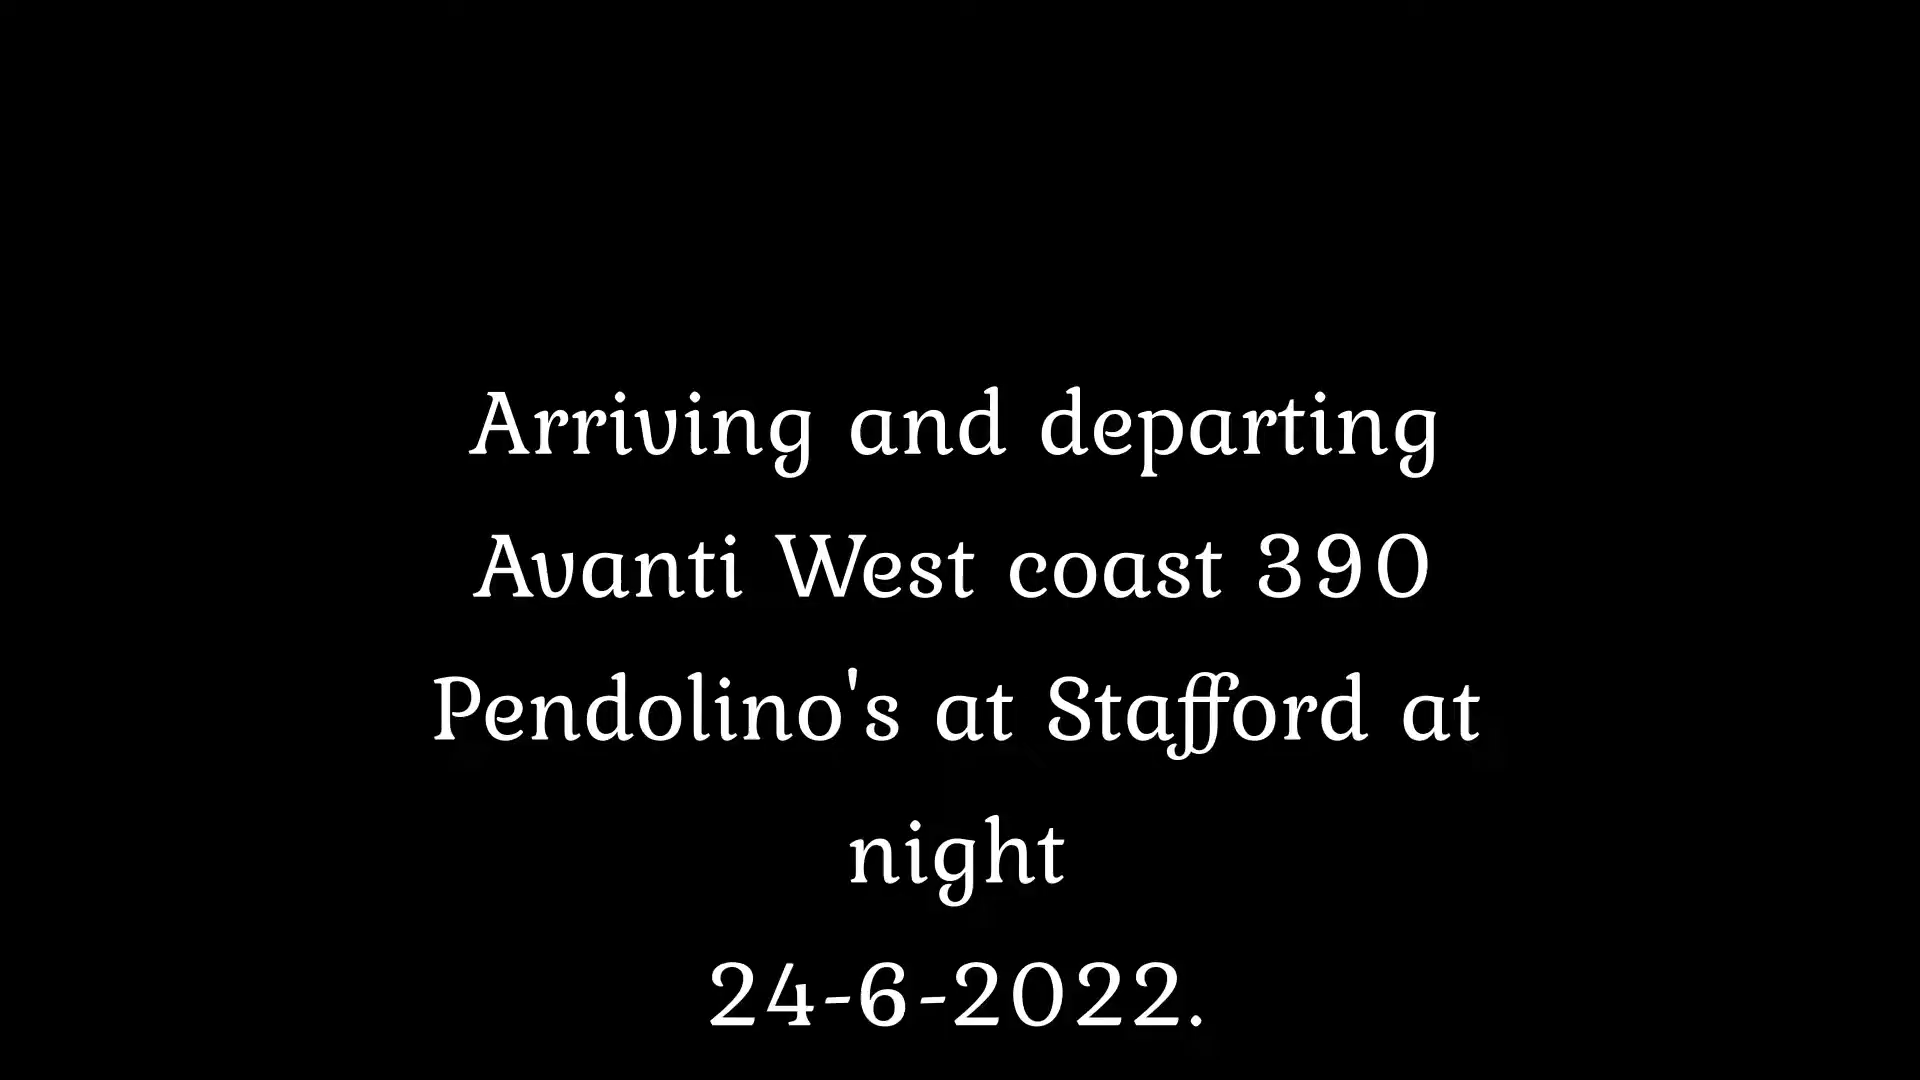 Arriving and departing
Avanti West coast 390
Pendolino's at Stafford at
night
24-6-2022.